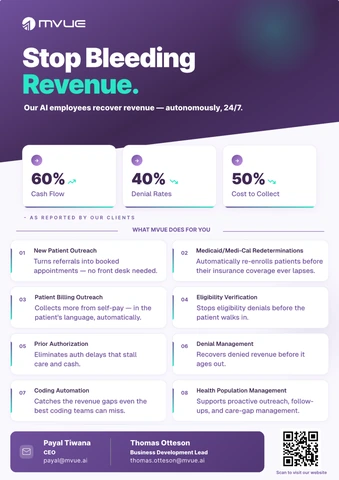 mvue
Stop Bleeding
Revenue.
Our AI employees recover revenue — autonomously, 24/7.
60%
Cash Flow
40%
Denial Rates
50%
Cost to Collect
- AS REPORTED BY OUR CLIENTS
WHAT MVUE DOES FOR YOU
01 New Patient Outreach
Turns referrals into booked
appointments — no front desk needed.
02 Medicaid/Medi-Cal Redeterminations
Automatically re-enrolls patients before
their insurance coverage ever lapses.
03 Patient Billing Outreach
Collects more from self-pay — in the
patient's language, automatically.
04 Eligibility Verification
Stops eligibility denials before the
patient walks in.
05 Prior Authorization
Eliminates auth delays that stall
care and cash.
06 Denial Management
Recovers denied revenue before it
ages out.
07 Coding Automation
Catches the revenue gaps even the
best coding teams can miss.
08 Health Population Management
Supports proactive outreach, follow-
ups, and care-gap management.
Payal Tiwana
CEO
payal@mvue.ai
Thomas Otteson
Business Development Lead
thomas.otteson@mvue.ai
Scan to visit our website